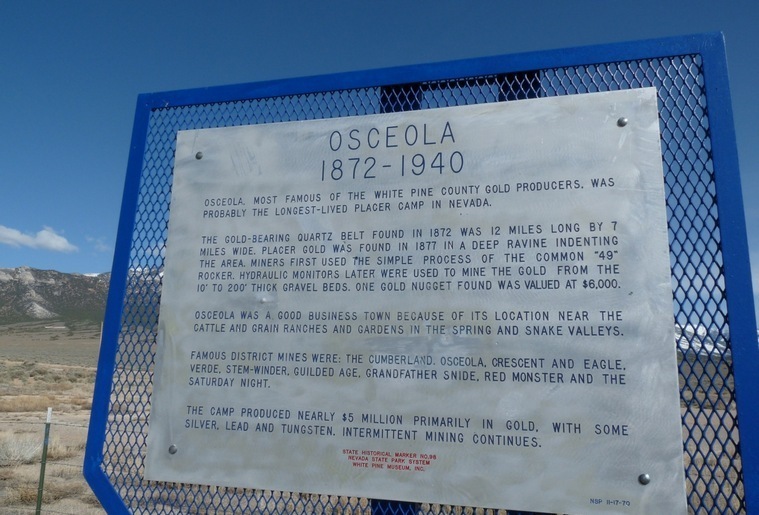 OSCEOLA
1872-1940
OSCEOLA, MOST FAMOUS OF THE WHITE PINE COUNTY GOLD PRODUCERS, WAS
PROBABLY THE LONGEST-LIVED PLACER CAMP IN NEVADA.
THE GOLD-BEARING QUARTZ BELT FOUND IN 1872 WAS 12 MILES LONG BY 7
MILES WIDE. PLACER GOLD WAS FOUND IN 1877 IN A DEEP RAVINE INDENTING
THE AREA. MINERS FIRST USED THE SIMPLE PROCESS OF THE COMMON "49"
ROCKER. HYDRAULIC MONITORS LATER WERE USED TO MINE THE GOLD FROM THE
10' TO 200' THICK GRAVEL BEDS. ONE GOLD NUGGET FOUND WAS VALUED AT $6,000.
OSCEOLA WAS A GOOD BUSINESS TOWN BECAUSE OF ITS LOCATION NEAR THE
CATTLE AND GRAIN RANCHES AND GARDENS IN THE SPRING AND SNAKE VALLEYS.
FAMOUS DISTRICT MINES WERE: THE CUMBERLAND, OSCEOLA, CRESCENT AND EAGLE,
VERDE, STEM-WINDER, GUILDED AGE, GRANDFATHER SNIDE, RED MONSTER AND THE
SATURDAY NIGHT.
THE CAMP PRODUCED NEARLY $5 MILLION PRIMARILY IN GOLD, WITH SOME
SILVER, LEAD AND TUNGSTEN. INTERMITTENT MINING CONTINUES.
STATE HISTORICAL MARKER NO.98
NEVADA STATE PARK SYSTEM
WHITE PINE MUSEUM, INC.
NSP 11-17-70